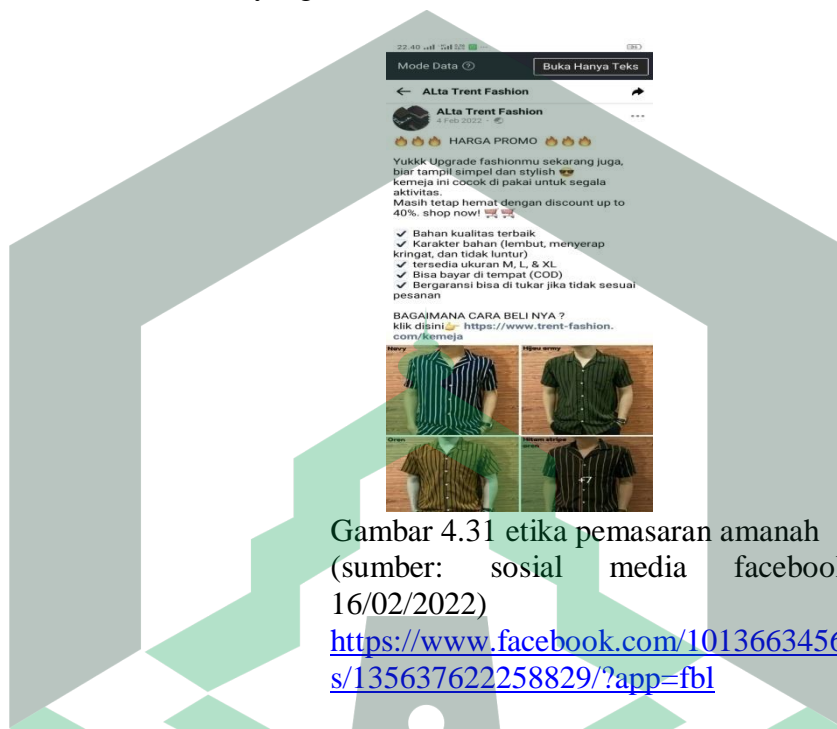 22.40
Mode Data
Buka Hanya Teks
ALta Trent Fashion
ALta Trent Fashion
4 Feb 2022
HARGA PROMO
Yukkk Upgrade fashionmu sekarang juga,
biar tampil simpel dan stylish
kemeja ini cocok di pakai untuk segala
aktivitas.
Masih tetap hemat dengan discount up to
40%. shop now!
✓ Bahan kualitas terbaik
✓ Karakter bahan (lembut, menyerap
kringat, dan tidak luntur)
✓ tersedia ukuran M, L, & XL
✓ Bisa bayar di tempat (COD)
✓ Bergaransi bisa di tukar jika tidak sesuai
pesanan
BAGAIMANA CARA BELI NYA ?
klik disini https://www.trent-fashion.
com/kemeja
Nevy
Hijau army
Oren
Hitam stripe
oren
+7
Gambar 4.31 etika pemasaran amanah
(sumber: sosial media facebook
16/02/2022)
https://www.facebook.com/1013663456
s/135637622258829/?app=fbl